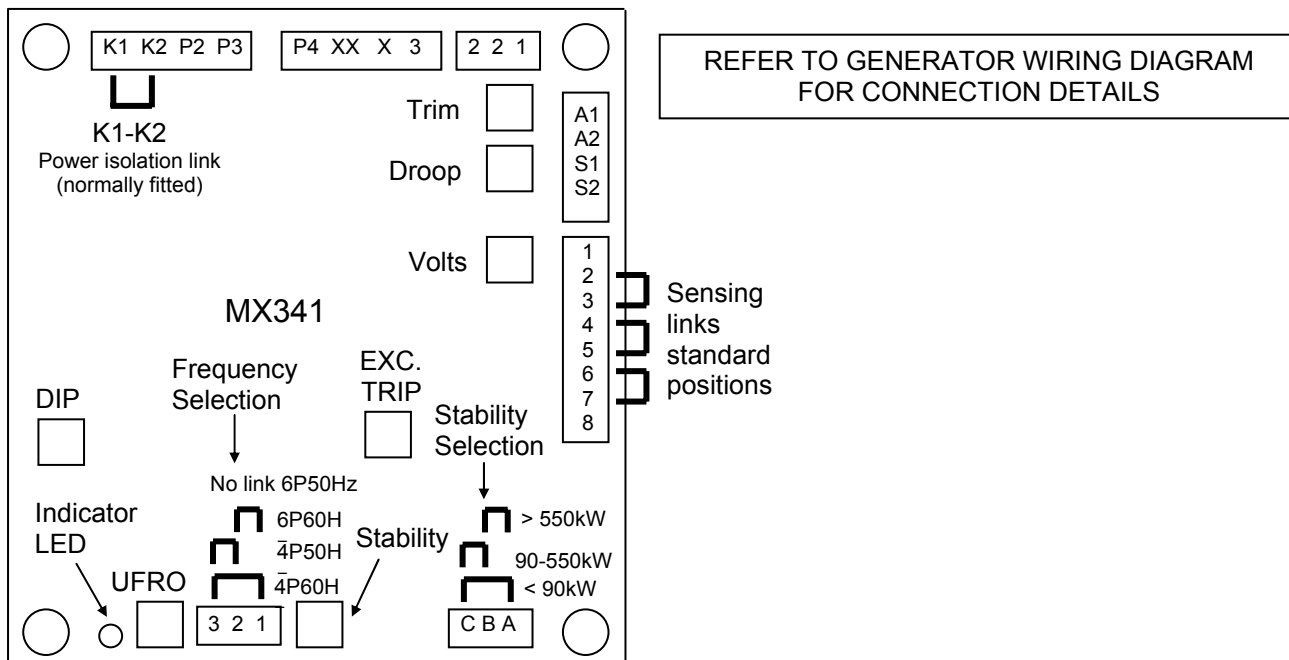 K1 K2 P2 P3
P4 XX X 3
2 2 1
REFER TO GENERATOR WIRING DIAGRAM
FOR CONNECTION DETAILS
K1-K2
Power isolation link
(normally fitted)
Trim
Droop
Volts
A1
A2
S1
S2
1
2
3
4
5
6
7
8
Sensing
links
standard
positions
MX341
Frequency
Selection
EXC.
TRIP
DIP
Stability
Selection
No link 6P50Hz
6P60H
4P50H
4P60H
Indicator
LED
UFRO
Stability
> 550kW
90-550kW
< 90kW
3 2 1
C B A